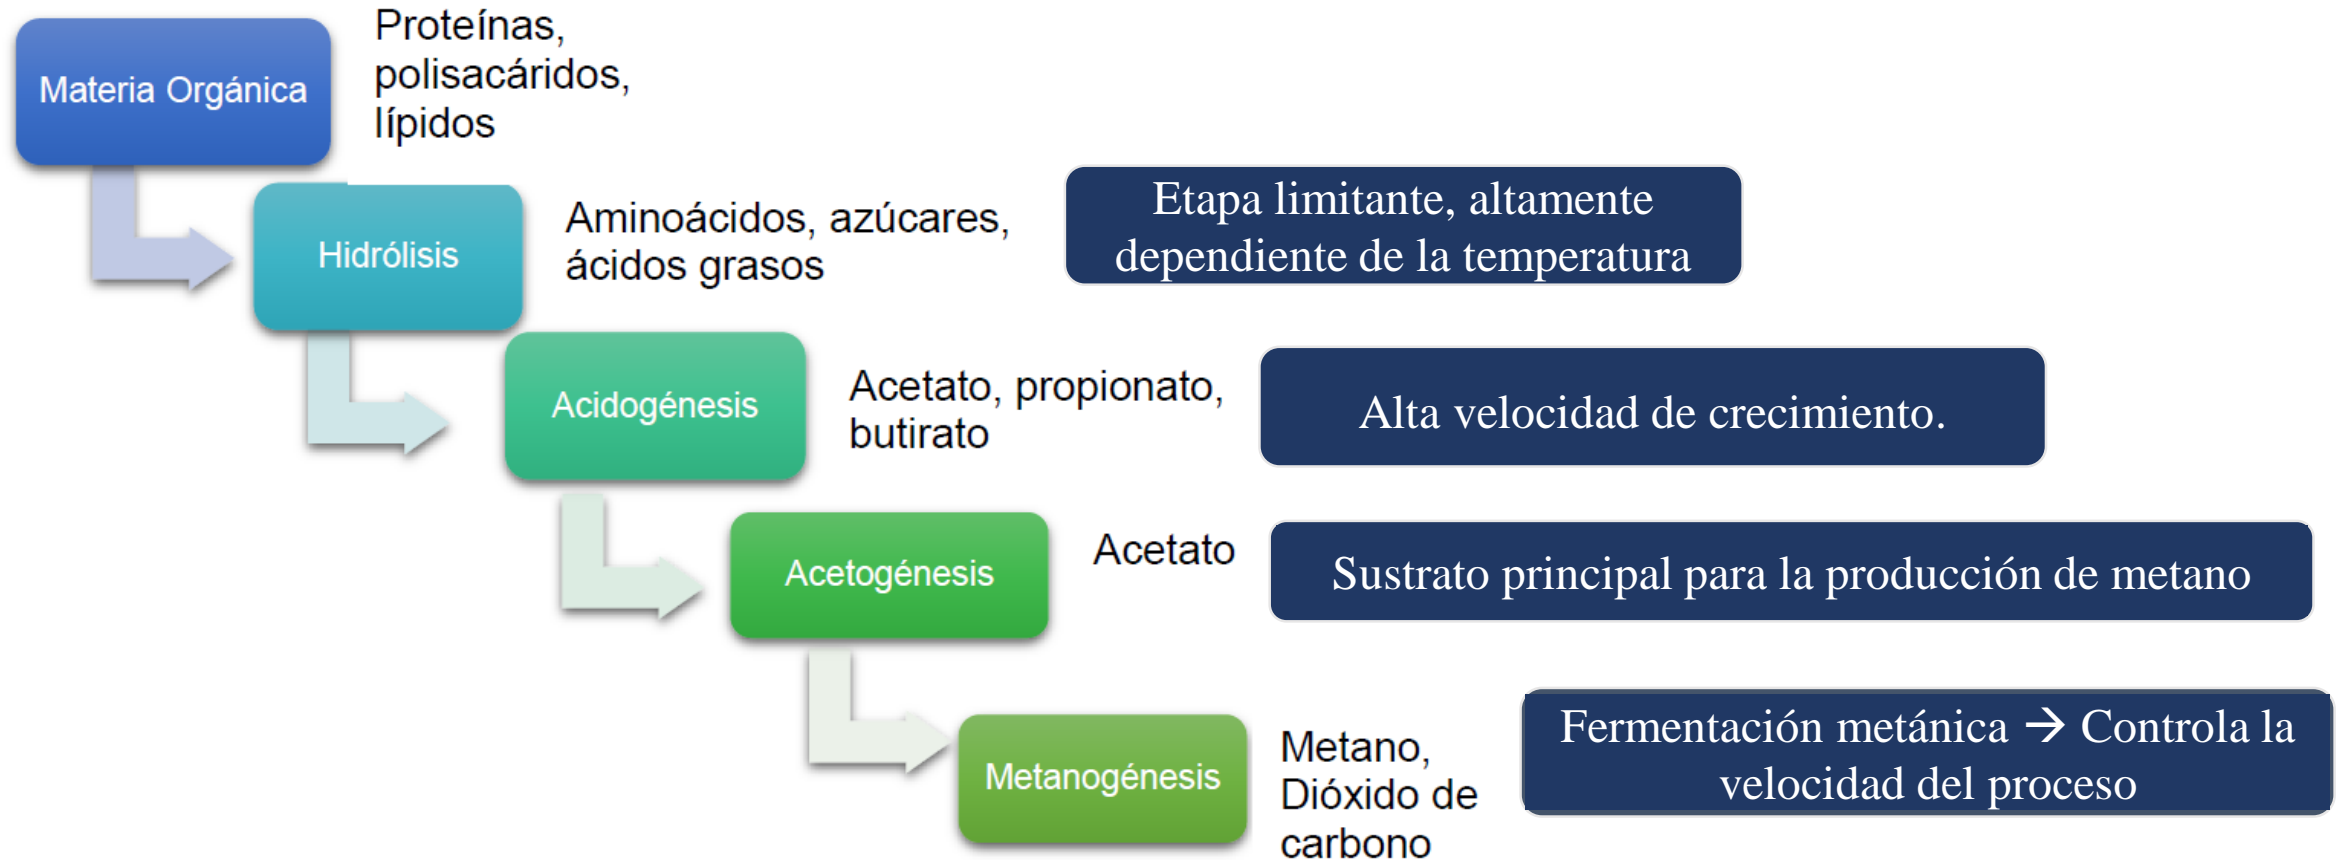 Materia Orgánica
Proteínas,
polisacáridos,
lípidos
Hidrólisis
Aminoácidos, azúcares,
ácidos grasos
Etapa limitante, altamente
dependiente de la temperatura
Acidogénesis
Acetato, propionato,
butirato
Alta velocidad de crecimiento.
Acetogénesis
Acetato
Sustrato principal para la producción de metano
Metanogénesis
Metano,
Dióxido de
carbono
Fermentación metánica → Controla la
velocidad del proceso